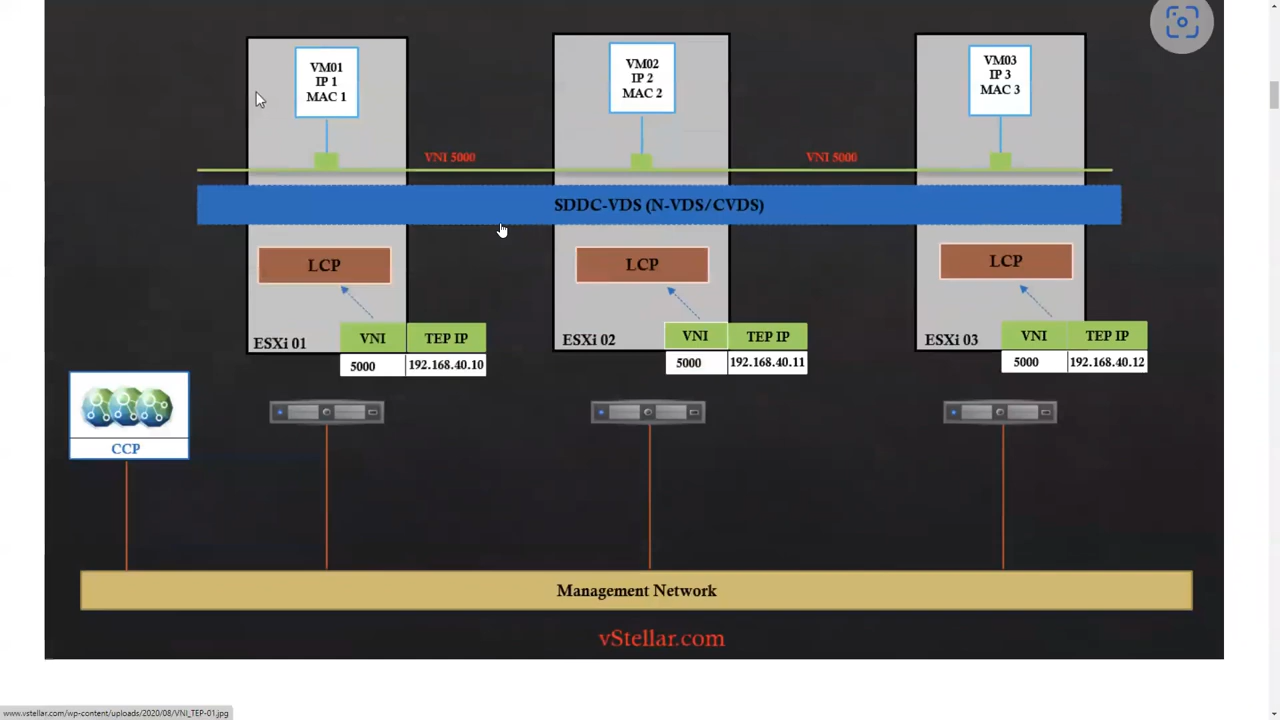 VM01
IP 1
MAC 1
VM02
IP 2
MAC 2
VM03
IP 3
MAC 3
VNI 5000
VNI 5000
SDDC-VDS (N-VDS/CVDS)
LCP
LCP
LCP
ESXi 01
VNI TEP IP
5000 192.168.40.10
ESXi 02
VNI TEP IP
5000 192.168.40.11
ESXi 03
VNI TEP IP
5000 192.168.40.12
CCP
Management Network
vStellar.com
www.vstellar.com/wp-content/uploads/2020/08/VNI_TEP-01.jpg